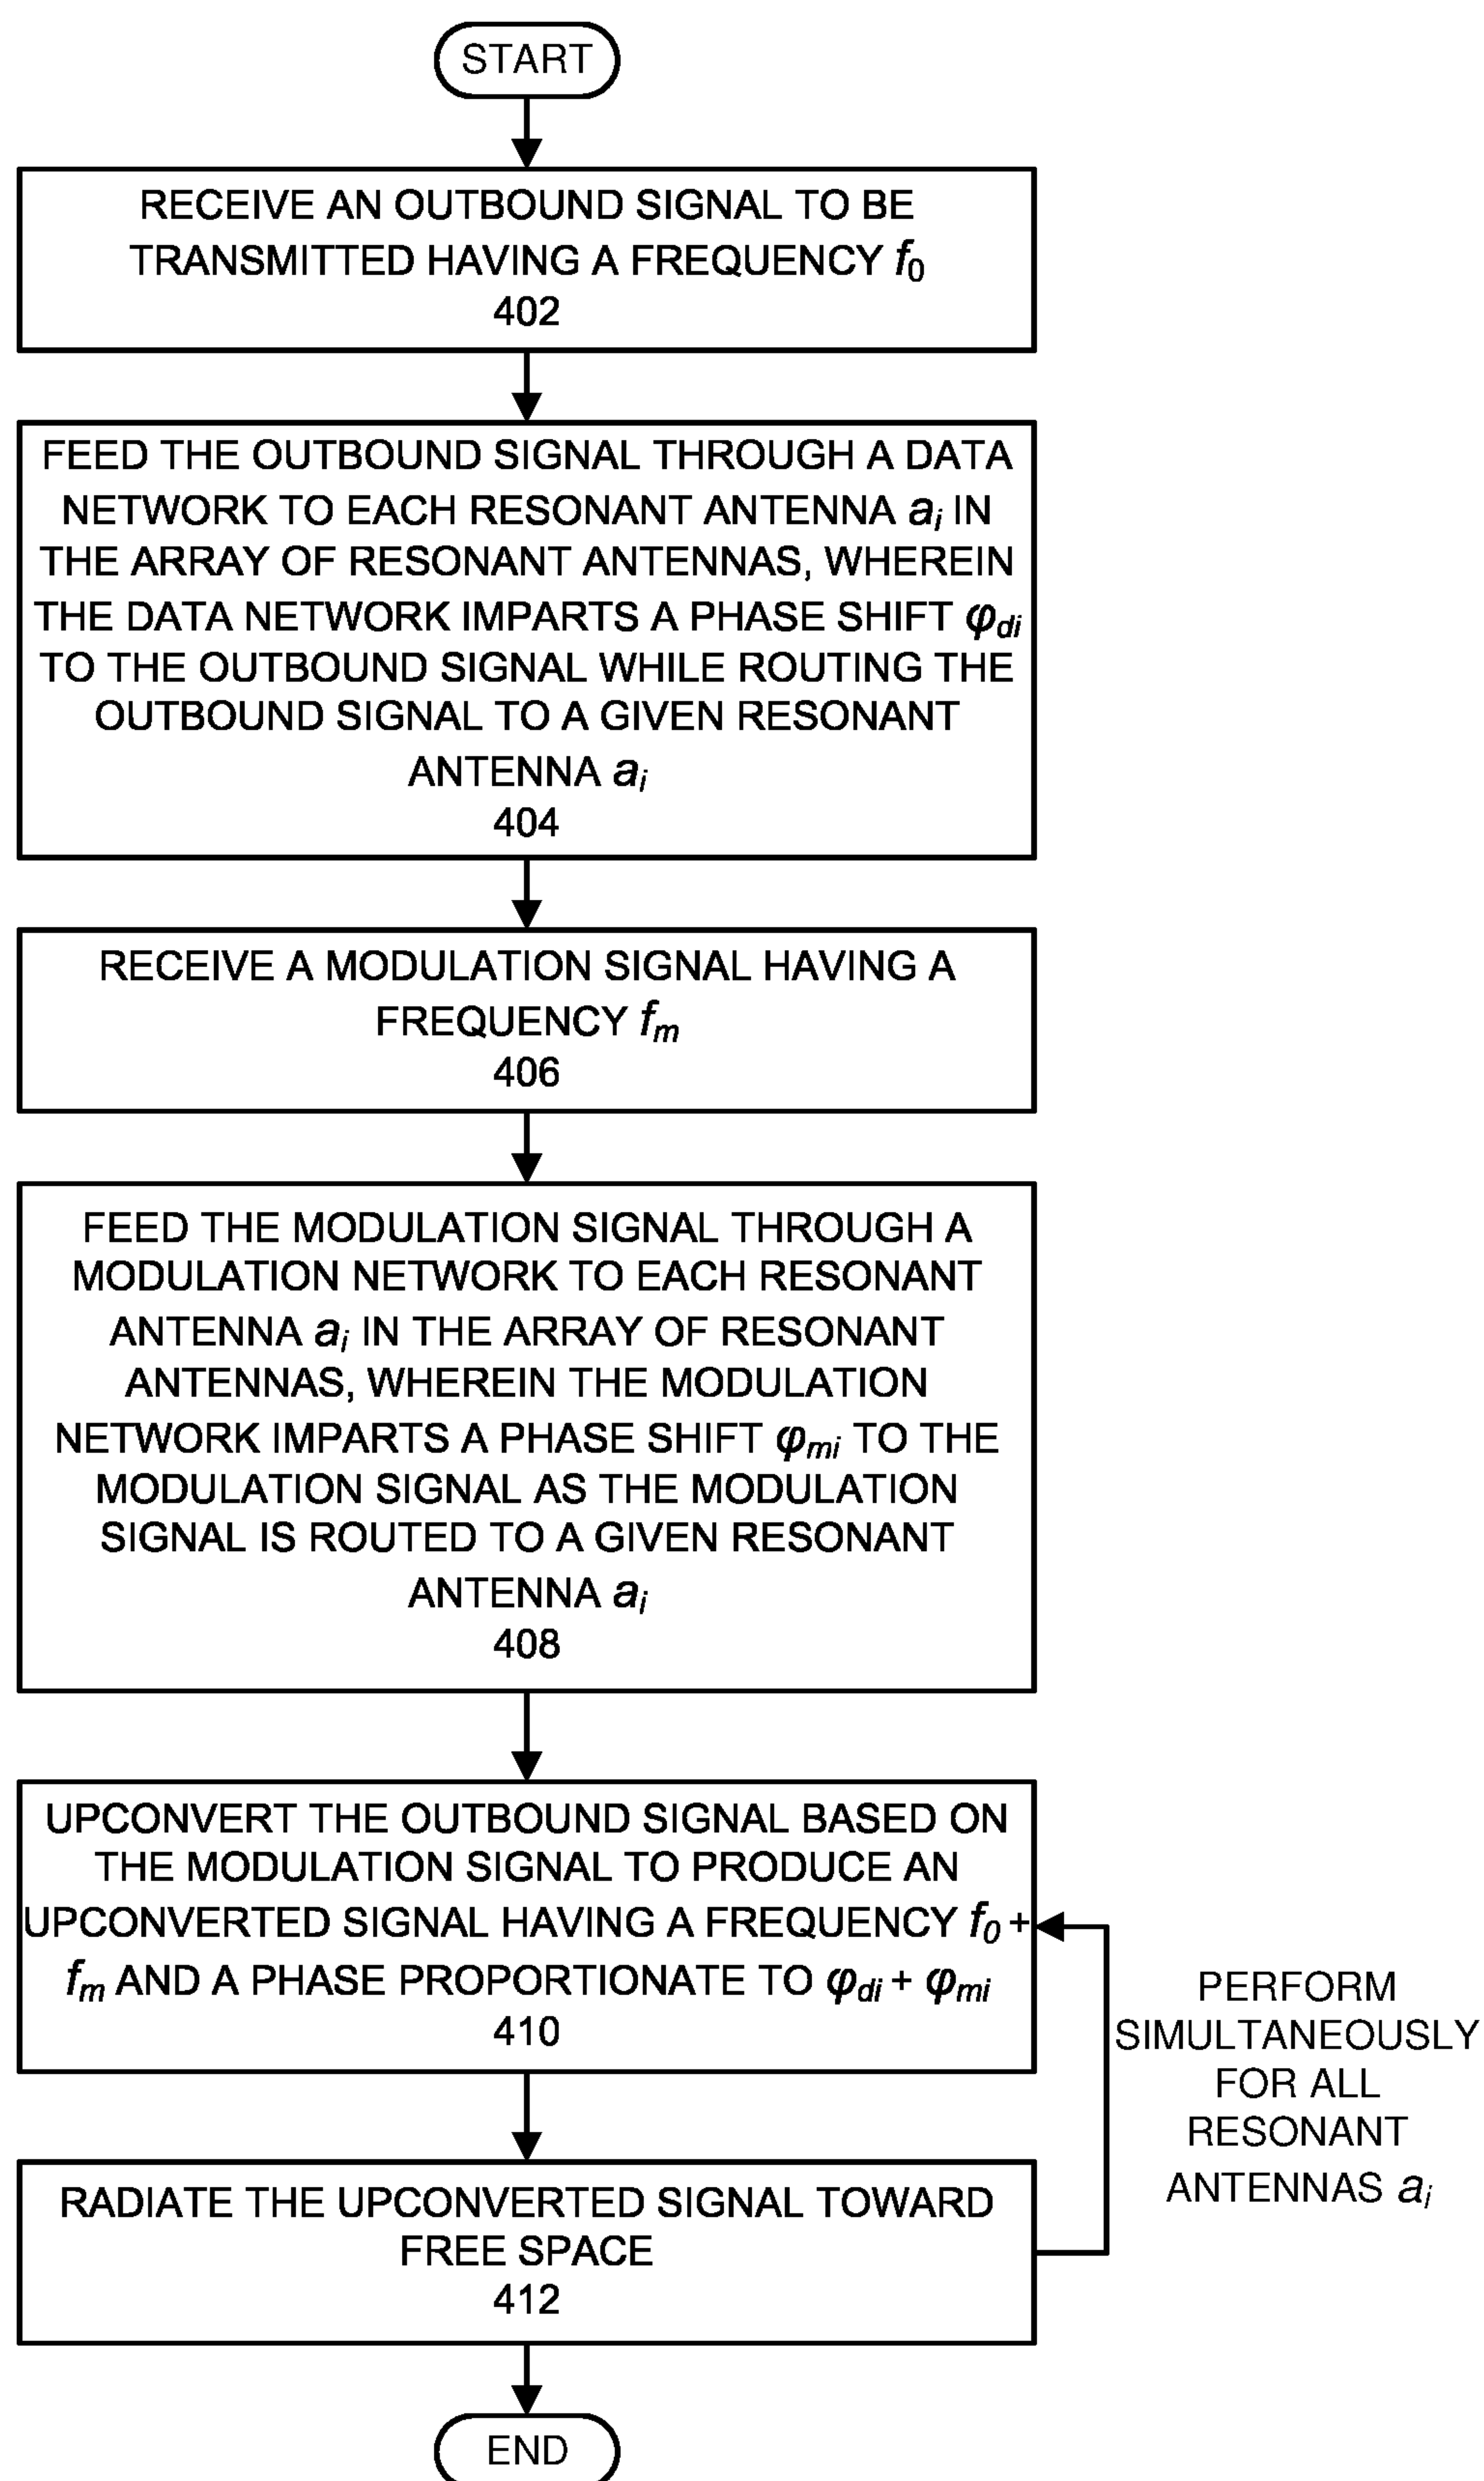 START
RECEIVE AN OUTBOUND SIGNAL TO BE
TRANSMITTED HAVING A FREQUENCY f₀
402
FEED THE OUTBOUND SIGNAL THROUGH A DATA
NETWORK TO EACH RESONANT ANTENNA aᵢ IN
THE ARRAY OF RESONANT ANTENNAS, WHEREIN
THE DATA NETWORK IMPARTS A PHASE SHIFT φdi
TO THE OUTBOUND SIGNAL WHILE ROUTING THE
OUTBOUND SIGNAL TO A GIVEN RESONANT
ANTENNA aᵢ
404
RECEIVE A MODULATION SIGNAL HAVING A
FREQUENCY fm
406
FEED THE MODULATION SIGNAL THROUGH A
MODULATION NETWORK TO EACH RESONANT
ANTENNA aᵢ IN THE ARRAY OF RESONANT
ANTENNAS, WHEREIN THE MODULATION
NETWORK IMPARTS A PHASE SHIFT φmi TO THE
MODULATION SIGNAL AS THE MODULATION
SIGNAL IS ROUTED TO A GIVEN RESONANT
ANTENNA aᵢ
408
UPCONVERT THE OUTBOUND SIGNAL BASED ON
THE MODULATION SIGNAL TO PRODUCE AN
UPCONVERTED SIGNAL HAVING A FREQUENCY f₀ +
fm AND A PHASE PROPORTIONATE TO φdi + φmi
410
PERFORM
SIMULTANEOUSLY
FOR ALL
RESONANT
ANTENNAS aᵢ
RADIATE THE UPCONVERTED SIGNAL TOWARD
FREE SPACE
412
END